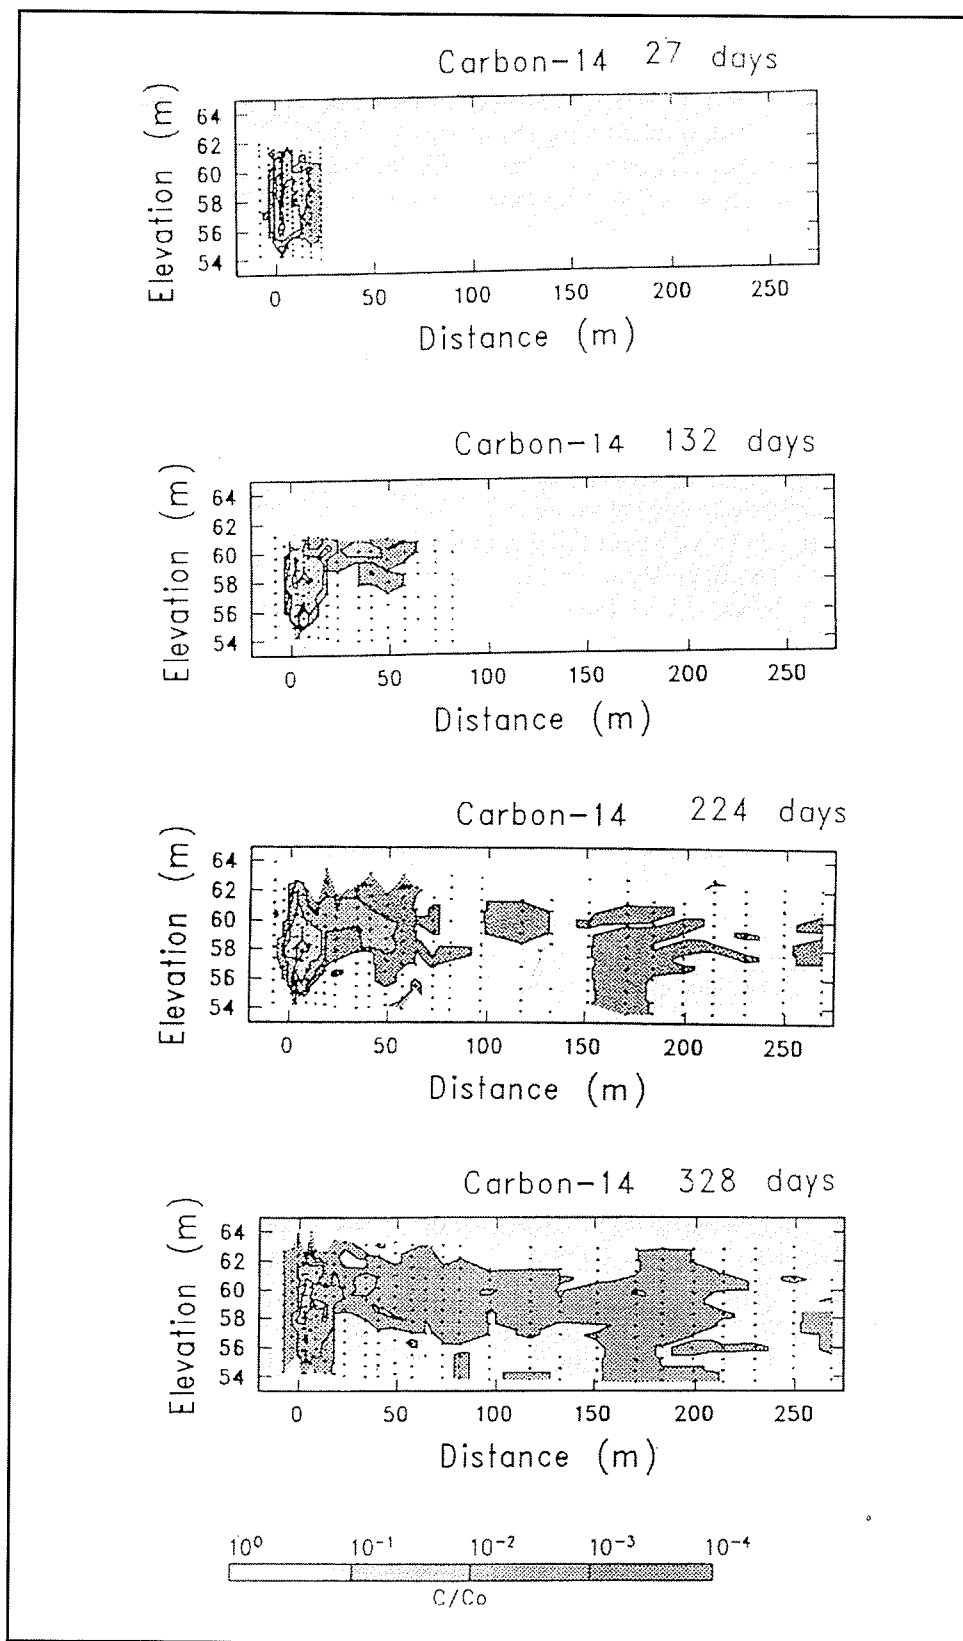 Carbon-14 27 days
Elevation (m)
64
62
60
58
56
54
0 50 100 150 200 250
Distance (m)
Carbon-14 132 days
Elevation (m)
64
62
60
58
56
54
0 50 100 150 200 250
Distance (m)
Carbon-14 224 days
Elevation (m)
64
62
60
58
56
54
0 50 100 150 200 250
Distance (m)
Carbon-14 328 days
Elevation (m)
64
62
60
58
56
54
0 50 100 150 200 250
Distance (m)
10⁰ 10⁻¹ 10⁻² 10⁻³ 10⁻⁴
C/Co